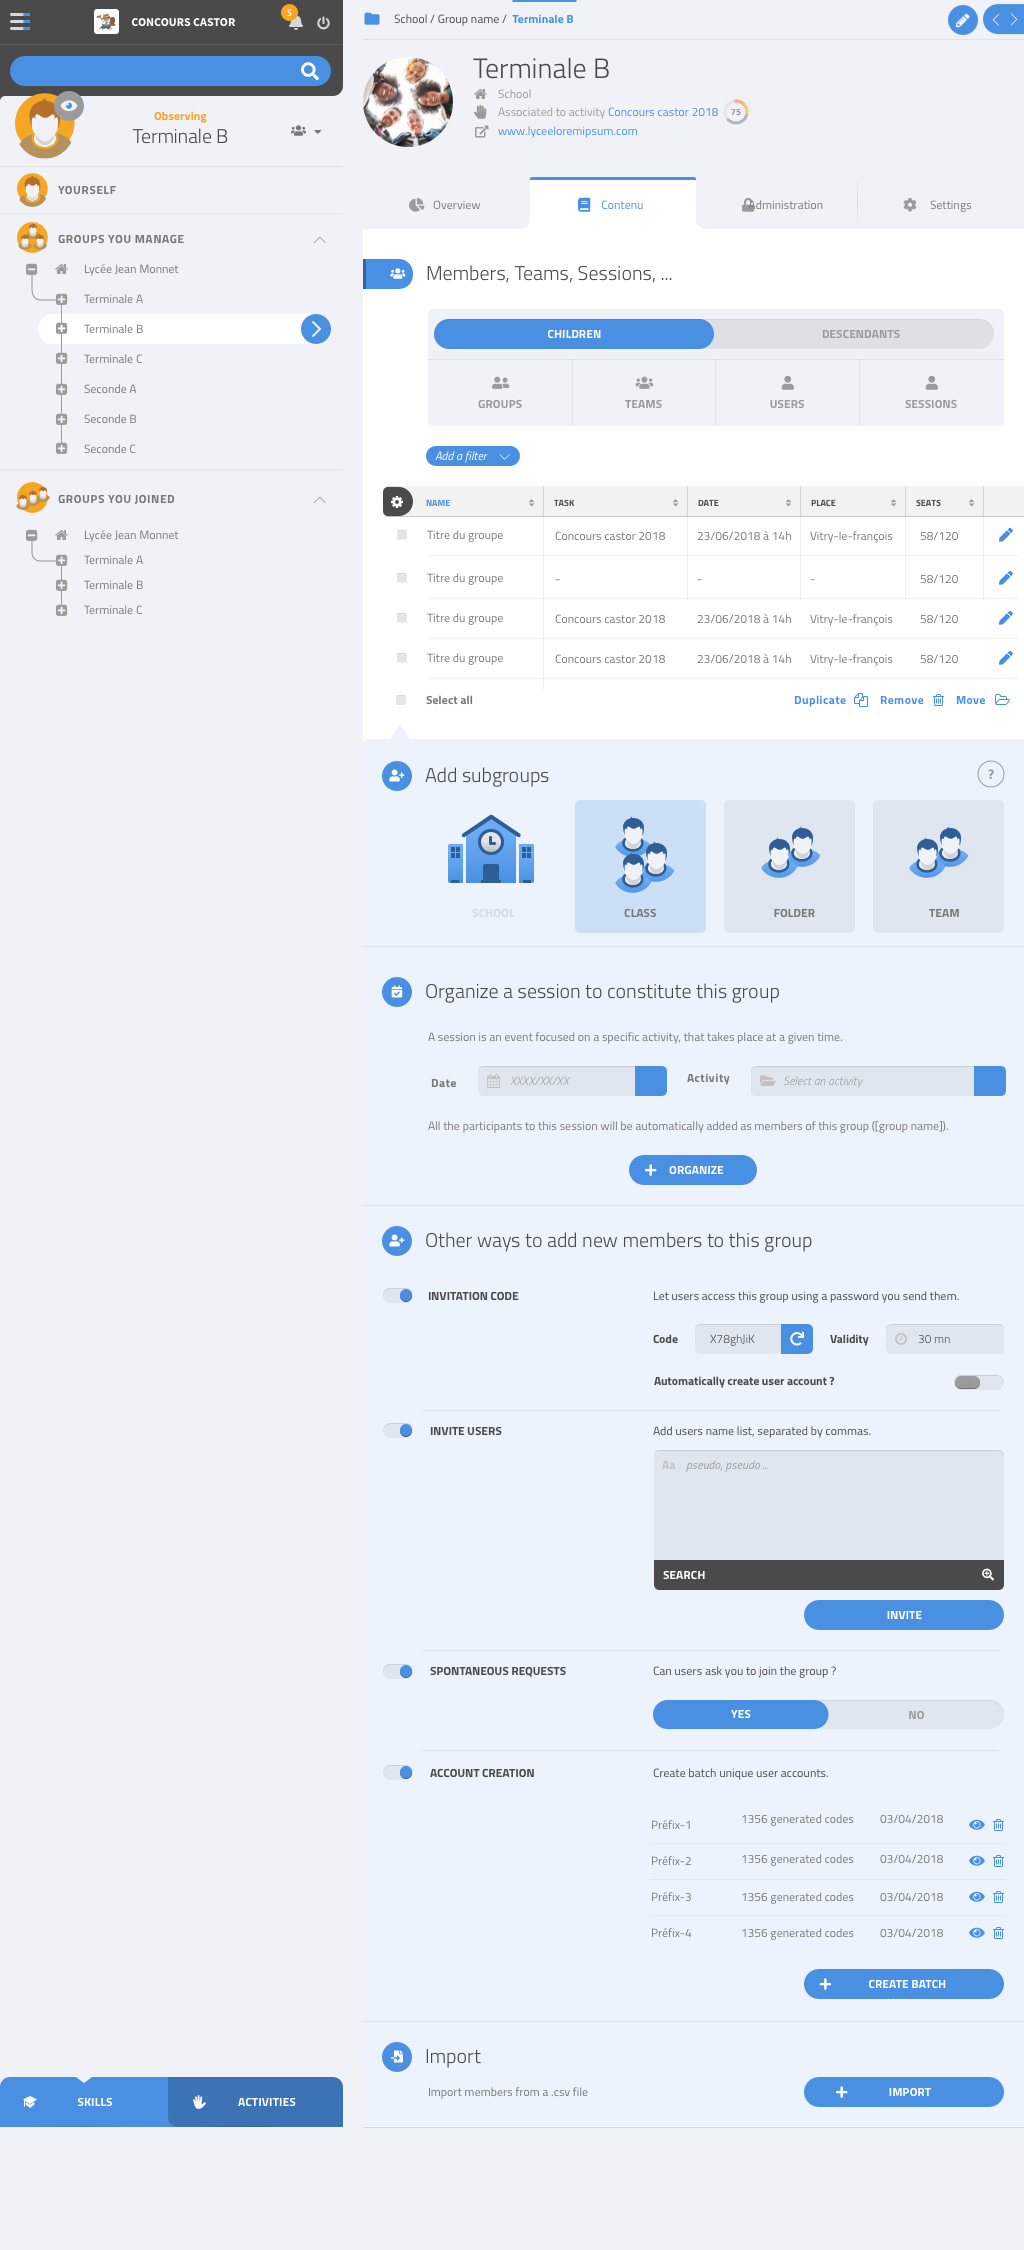 CONCOURS CASTOR
5
Observing
Terminale B
YOURSELF
GROUPS YOU MANAGE
Lycée Jean Monnet
Terminale A
Terminale B
Terminale C
Seconde A
Seconde B
Seconde C
GROUPS YOU JOINED
Lycée Jean Monnet
Terminale A
Terminale B
Terminale C
SKILLS
ACTIVITIES
School / Group name / Terminale B
Terminale B
School
Associated to activity Concours castor 2018 75
www.lyceeloremipsum.com
Overview
Contenu
dministration
Settings
Members, Teams, Sessions, ...
CHILDREN DESCENDANTS
GROUPS TEAMS USERS SESSIONS
Add a filter
NAME TASK DATE PLACE SEATS
Titre du groupe Concours castor 2018 23/06/2018 à 14h Vitry-le-françois 58/120
Titre du groupe - - - 58/120
Titre du groupe Concours castor 2018 23/06/2018 à 14h Vitry-le-françois 58/120
Titre du groupe Concours castor 2018 23/06/2018 à 14h Vitry-le-françois 58/120
Select all Duplicate Remove Move
Add subgroups ?
SCHOOL CLASS FOLDER TEAM
Organize a session to constitute this group
A session is an event focused on a specific activity, that takes place at a given time.
Date XXXX/XX/XX Activity Select an activity
All the participants to this session will be automatically added as members of this group ([group name]).
ORGANIZE
Other ways to add new members to this group
INVITATION CODE Let users access this group using a password you send them.
Code X78ghJiK Validity 30 mn
Automatically create user account ?
INVITE USERS Add users name list, separated by commas.
Aa pseudo, pseudo ...
SEARCH
INVITE
SPONTANEOUS REQUESTS Can users ask you to join the group ?
YES NO
ACCOUNT CREATION Create batch unique user accounts.
Préfix-1 1356 generated codes 03/04/2018
Préfix-2 1356 generated codes 03/04/2018
Préfix-3 1356 generated codes 03/04/2018
Préfix-4 1356 generated codes 03/04/2018
CREATE BATCH
Import
Import members from a .csv file IMPORT